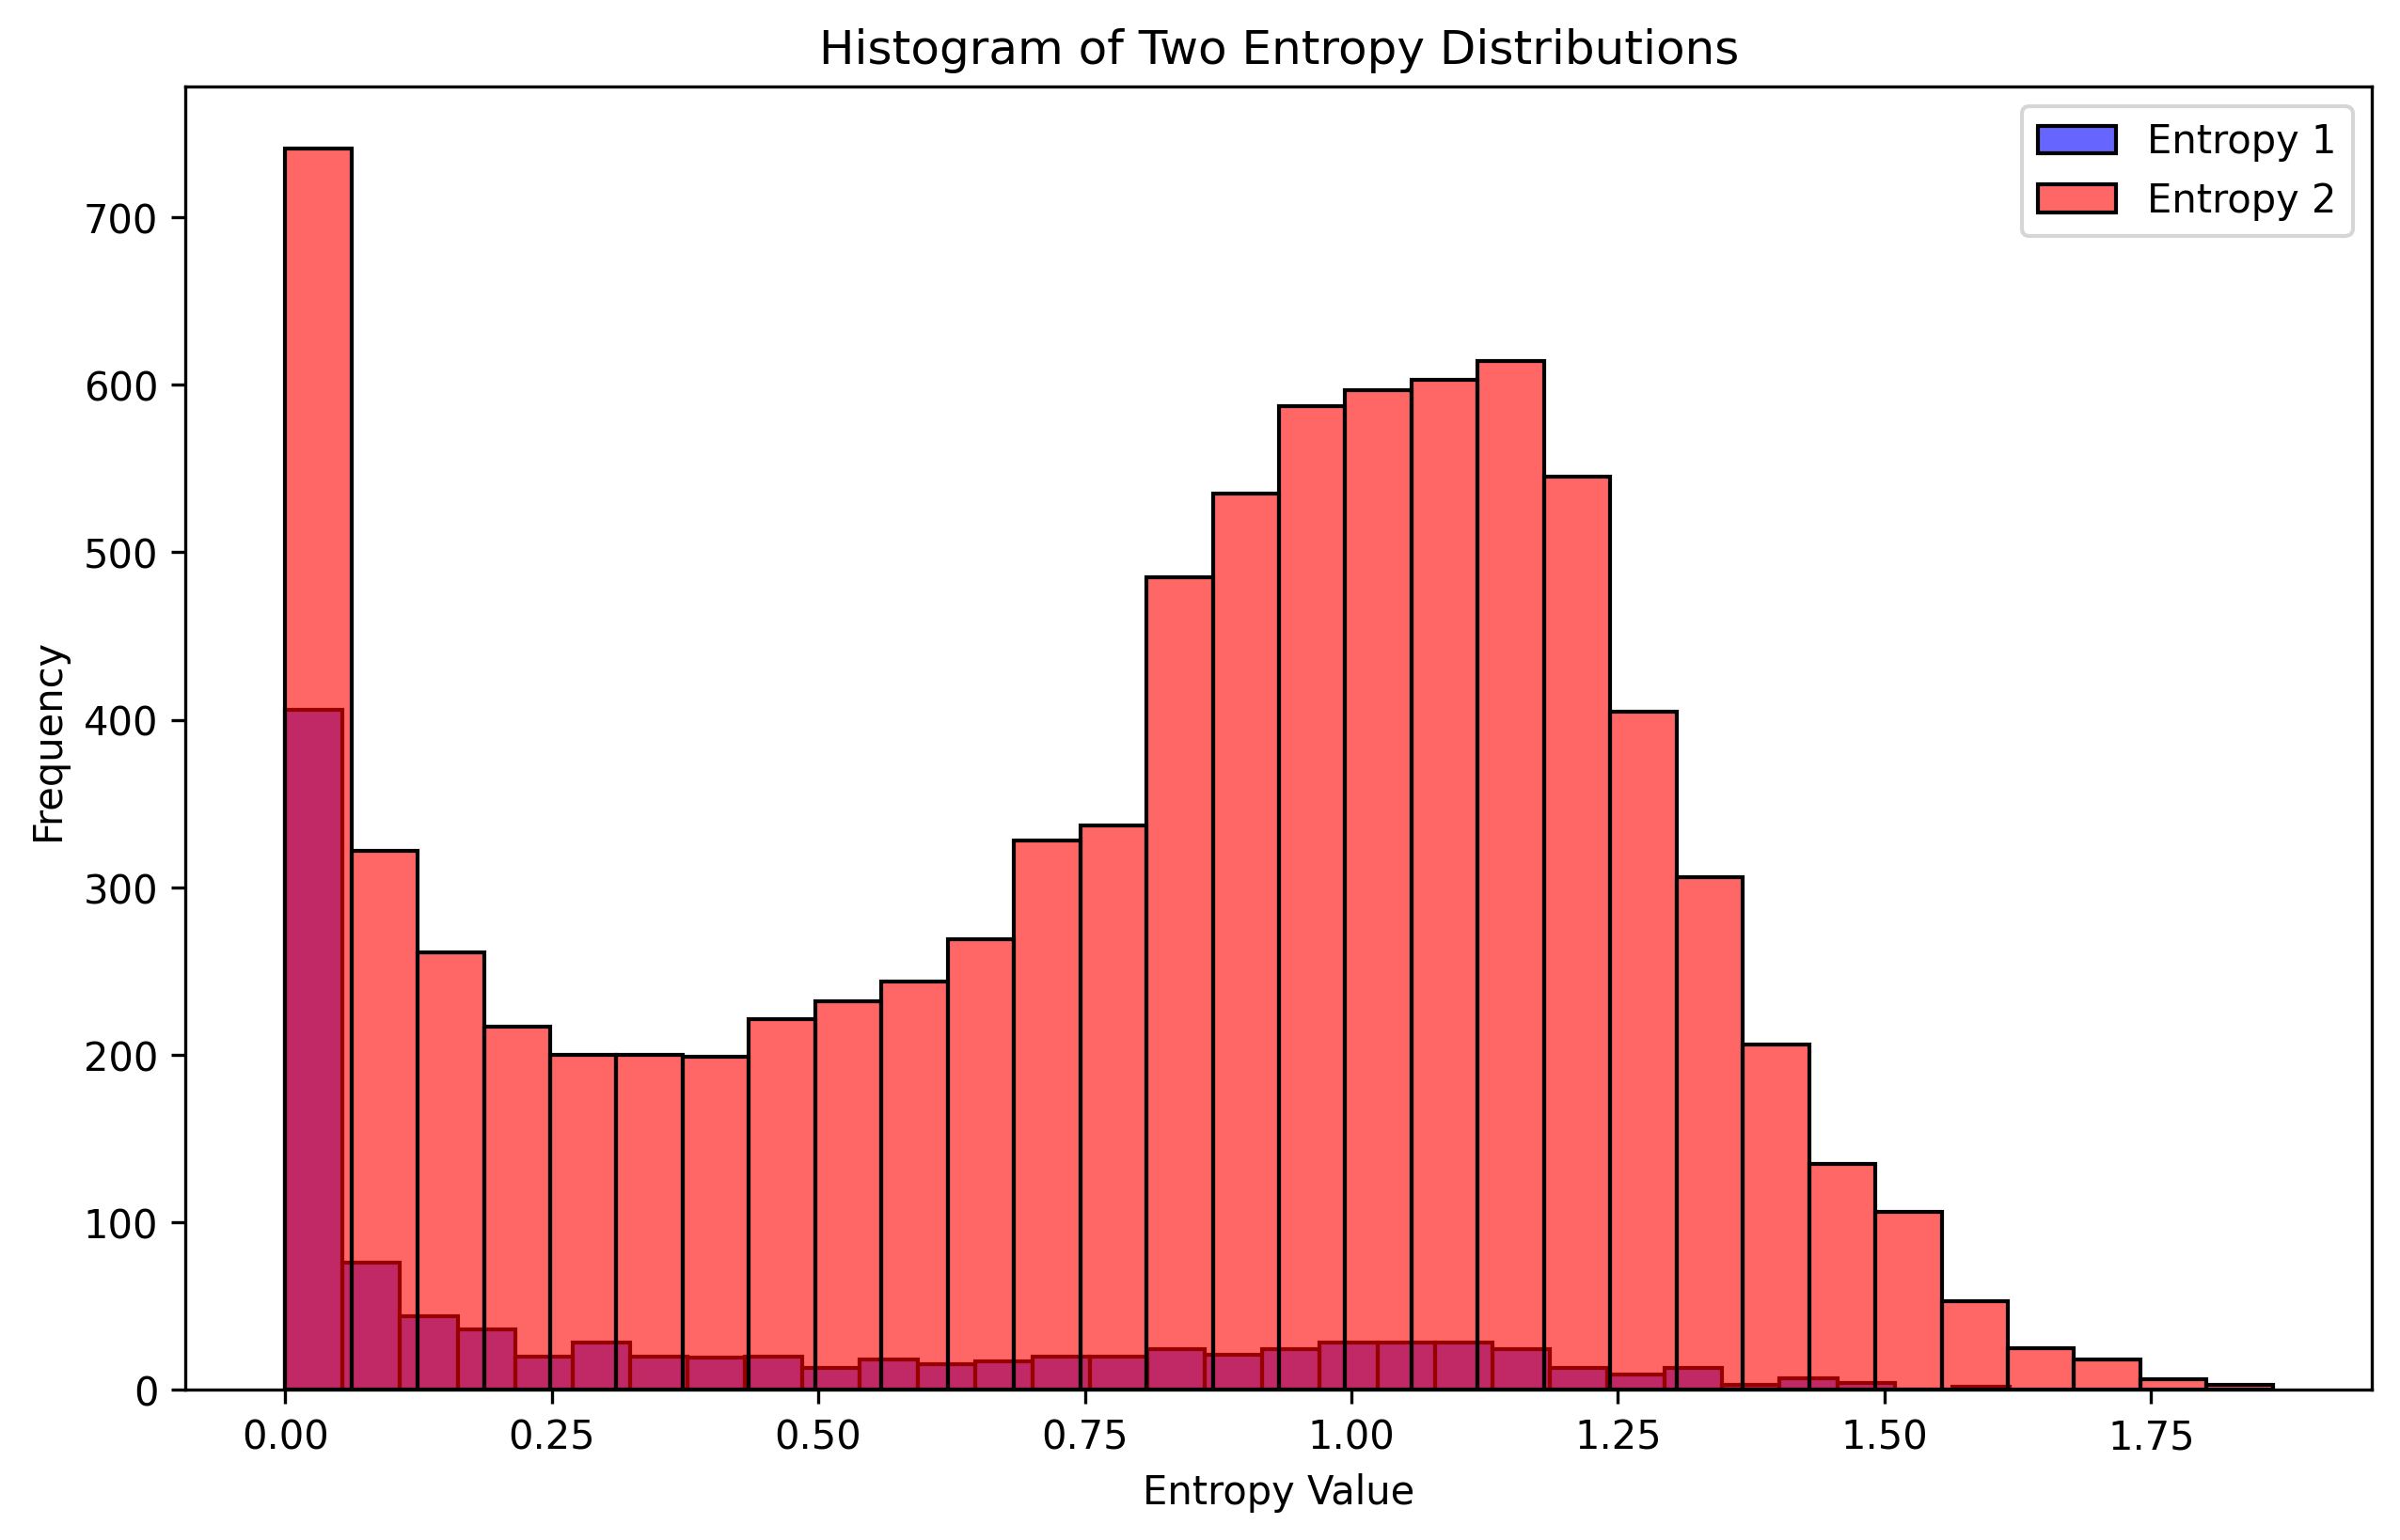 Histogram of Two Entropy Distributions
Entropy 1
Entropy 2
Frequency
700
600
500
400
300
200
100
0
0.00 0.25 0.50 0.75 1.00 1.25 1.50 1.75
Entropy Value